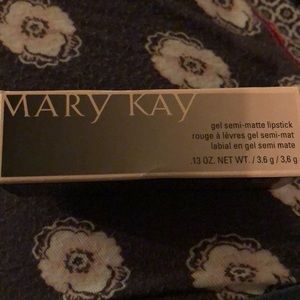 MARY KAY
gel semi-matte lipstick
rouge à lèvres gel semi-mat
labial en gel semi mate
.13 OZ. NET WT. / 3.6 g / 3,6 g